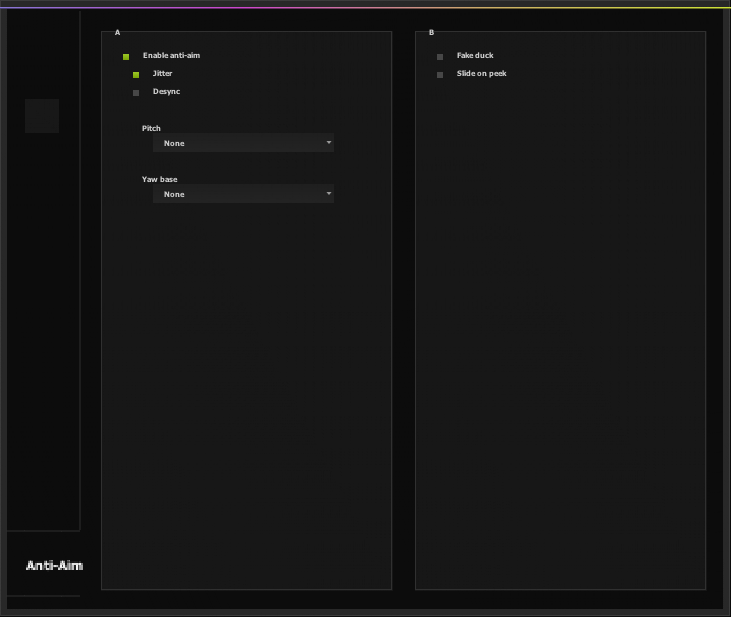 A
Enable anti-aim
Jitter
Desync
Pitch
None
Yaw base
None
B
Fake duck
Slide on peek
Anti-Aim